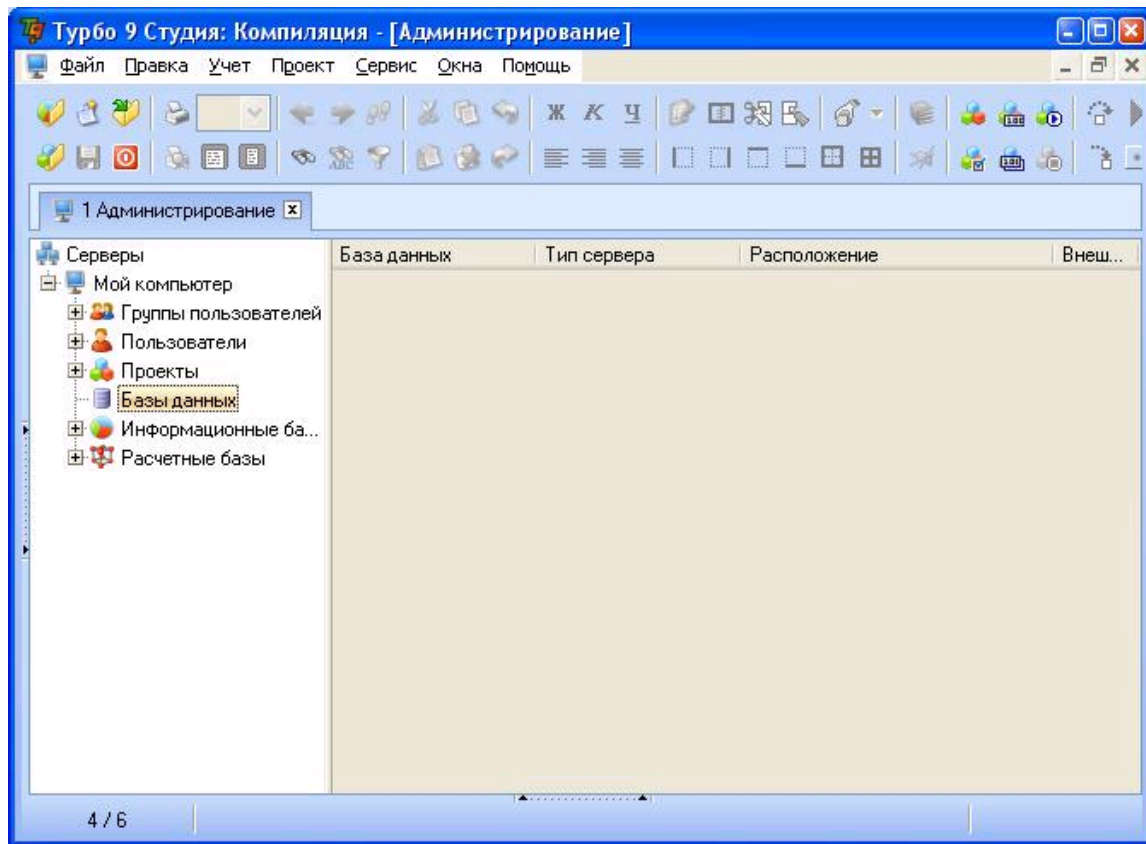 Турбо 9 Студия: Компиляция - [Администрирование]
Файл Правка Учет Проект Сервис Окна Помощь
Ж К Ч
1 Администрирование
Серверы
База данных Тип сервера Расположение Внеш...
Мой компьютер
Группы пользователей
Пользователи
Проекты
Базы данных
Информационные ба...
Расчетные базы
4 / 6